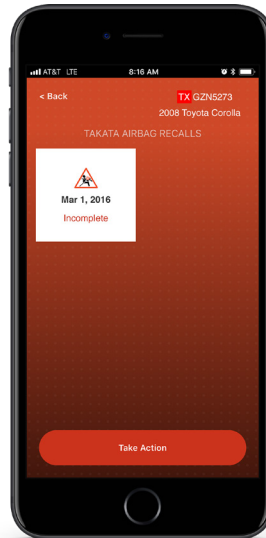 AT&T LTE 8:16 AM
< Back
TX GZN5273
2008 Toyota Corolla
TAKATA AIRBAG RECALLS
Mar 1, 2016
Incomplete
Take Action